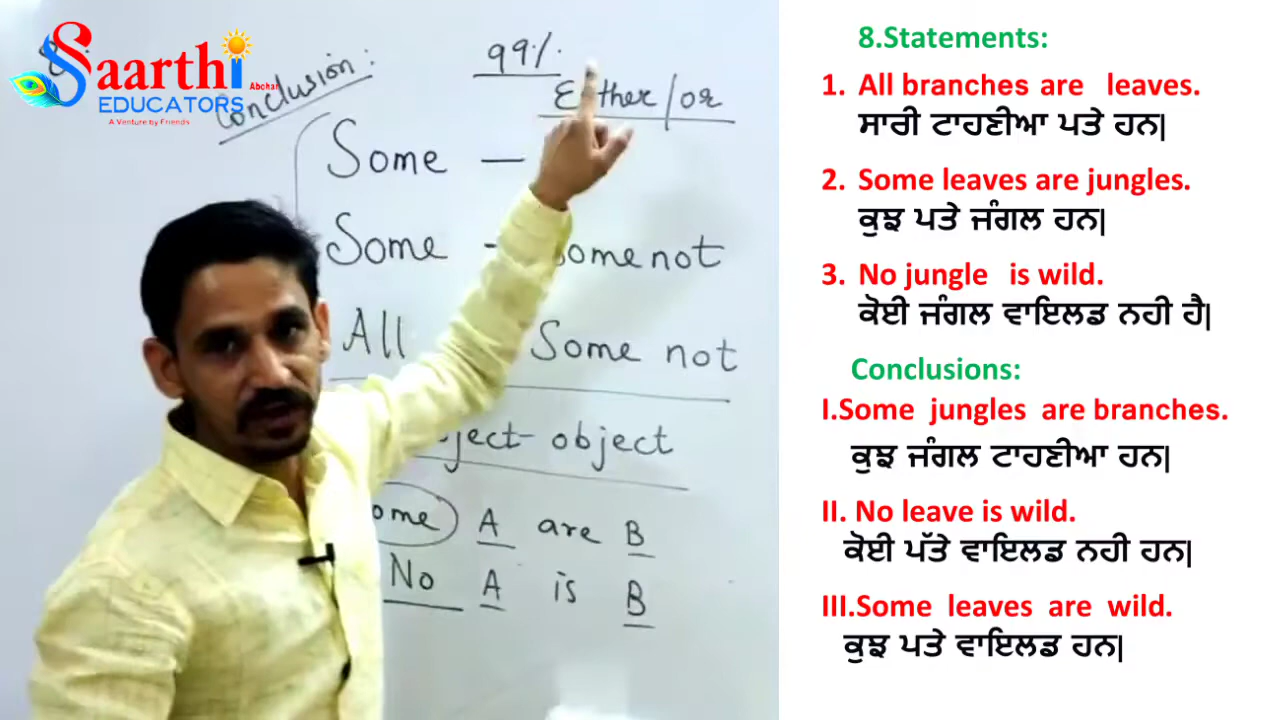 Saarthi
Abchar
EDUCATORS
A Venture by Friends
Conclusion:
99%
Either/or
Some —
Some - Some not
All Some not
object
A are B
No A is B
8.Statements:
1. All branches are leaves.
ਸਾਰੀ ਟਾਹਣੀਆ ਪਤੇ ਹਨ|
2. Some leaves are jungles.
ਕੁਝ ਪਤੇ ਜੰਗਲ ਹਨ|
3. No jungle is wild.
ਕੋਈ ਜੰਗਲ ਵਾਇਲਡ ਨਹੀ ਹੈ|
Conclusions:
I.Some jungles are branches.
ਕੁਝ ਜੰਗਲ ਟਾਹਣੀਆ ਹਨ|
II. No leave is wild.
ਕੋਈ ਪੱਤੇ ਵਾਇਲਡ ਨਹੀ ਹਨ|
III.Some leaves are wild.
ਕੁਝ ਪਤੇ ਵਾਇਲਡ ਹਨ|